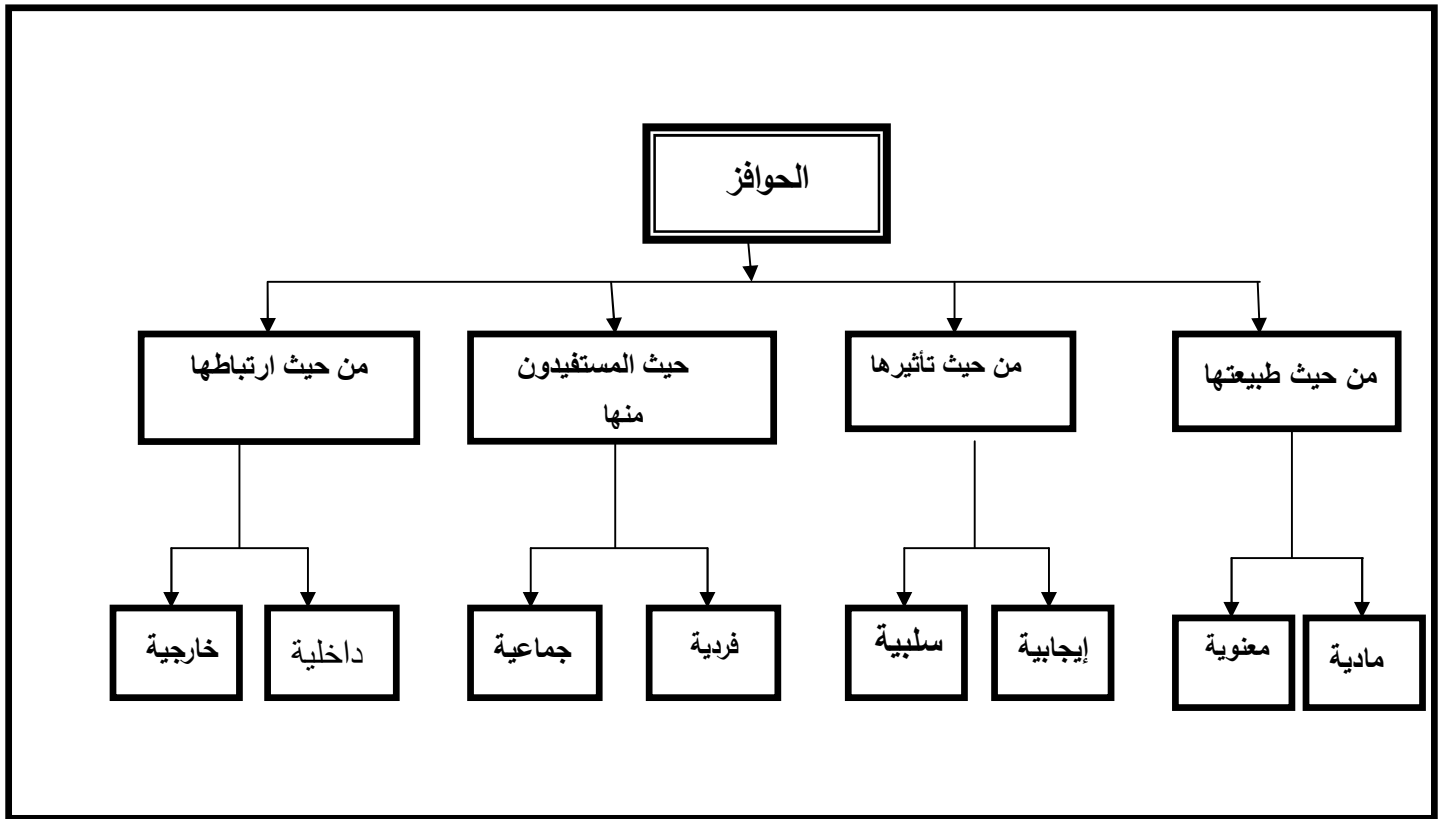 الحوافز
من حيث طبيعتها
من حيث تأثيرها
حيث المستفيدون
منها
من حيث ارتباطها
مادية
معنوية
إيجابية
سلبية
فردية
جماعية
داخلية
خارجية